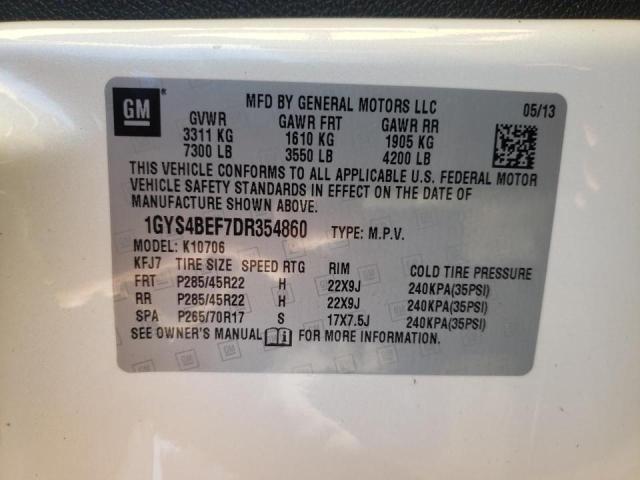 GM ®
MFD BY GENERAL MOTORS LLC 05/13
GVWR GAWR FRT GAWR RR
3311 KG 1610 KG 1905 KG
7300 LB 3550 LB 4200 LB
THIS VEHICLE CONFORMS TO ALL APPLICABLE U.S. FEDERAL MOTOR
VEHICLE SAFETY STANDARDS IN EFFECT ON THE DATE OF
MANUFACTURE SHOWN ABOVE.
1GYS4BEF7DR354860 TYPE: M.P.V.
MODEL: K10706
KFJ7 TIRE SIZE SPEED RTG RIM COLD TIRE PRESSURE
FRT P285/45R22 H 22X9J 240KPA(35PSI)
RR P285/45R22 H 22X9J 240KPA(35PSI)
SPA P265/70R17 S 17X7.5J 240KPA(35PSI)
SEE OWNER'S MANUAL FOR MORE INFORMATION.